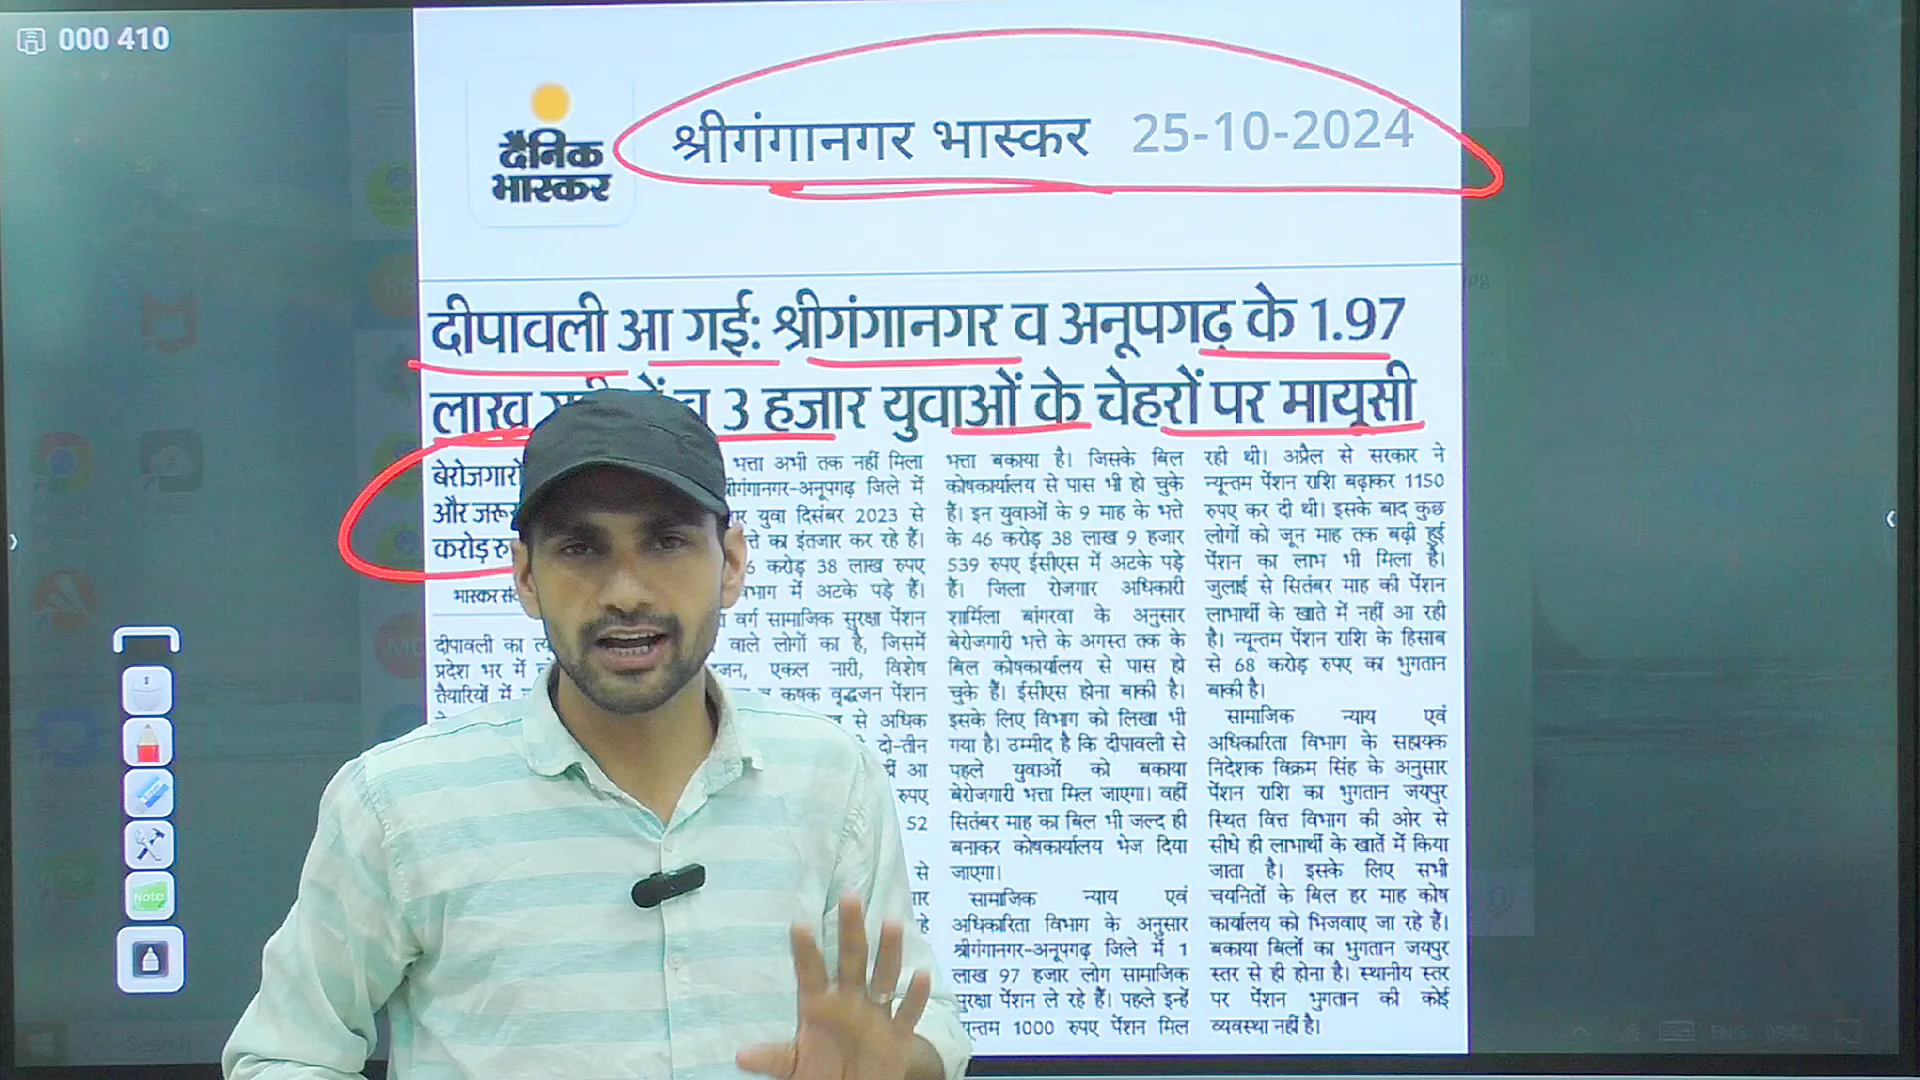 000 410
दैनिक
भास्कर
श्रीगंगानगर भास्कर 25-10-2024
दीपावली आ गई: श्रीगंगानगर व अनूपगढ़ के 1.97
लाख 3 हजार युवाओं के चेहरों पर मायूसी
बेरोजगारो
और
करोड़
दीपावली का
प्रदेश भर में
तैयारियों में
भत्ता अभी तक नहीं मिला
श्रीगंगानगर-अनूपगढ़ जिले में
युवा दिसंबर 2023 से
का इंतजार कर रहे हैं।
करोड़ 38 लाख रुपए
में अटके पड़े हैं।
वर्ग सामाजिक सुरक्षा पेंशन
वाले लोगों का है, जिसमें
एकल नारी, विशेष
कृषक वृद्धजन पेंशन
से अधिक
दो-तीन
आ
रुपए
52
से
भत्ता बकाया है। जिसके बिल
कोषकार्यालय से पास भी हो चुके
हैं। इन युवाओं के 9 माह के भत्ते
के 46 करोड़ 38 लाख 9 हजार
539 रुपए ईसीएस में अटके पड़े
हैं। जिला रोजगार अधिकारी
शार्मिला बांगरवा के अनुसार
बेरोजगारी भत्ते के अगस्त तक के
बिल कोषकार्यालय से पास हो
चुके हैं। ईसीएस होना बाकी है।
इसके लिए विभाग को लिखा भी
गया है। उम्मीद है कि दीपावली से
पहले युवाओं को बकाया
बेरोजगारी भत्ता मिल जाएगा। वहीं
सितंबर माह का बिल भी जल्द ही
बनाकर कोषकार्यालय भेज दिया
जाएगा।
सामाजिक न्याय एवं
अधिकारिता विभाग के अनुसार
श्रीगंगानगर-अनूपगढ़ जिले में 1
लाख 97 हजार लोग सामाजिक
सुरक्षा पेंशन ले रहे हैं। पहले इन्हें
न्यूनतम 1000 रुपए पेंशन मिल
रही थी। अप्रैल से सरकार ने
न्यूनतम पेंशन राशि बढ़ाकर 1150
रुपए कर दी थी। इसके बाद कुछ
लोगों को जून माह तक बढ़ी हुई
पेंशन का लाभ भी मिला है।
जुलाई से सितंबर माह की पेंशन
लाभार्थी के खाते में नहीं आ रही
है। न्यूनतम पेंशन राशि के हिसाब
से 68 करोड़ रुपए का भुगतान
बाकी है।
सामाजिक न्याय एवं
अधिकारिता विभाग के सहायक
निदेशक विक्रम सिंह के अनुसार
पेंशन राशि का भुगतान जयपुर
स्थित वित्त विभाग की ओर से
सीधे ही लाभार्थी के खाते में किया
जाता है। इसके लिए सभी
चयनितों के बिल हर माह कोष
कार्यालय को भिजवाए जा रहे हैं।
बकाया बिलों का भुगतान जयपुर
स्तर से ही होना है। स्थानीय स्तर
पर पेंशन भुगतान की कोई
व्यवस्था नहीं है।
Note